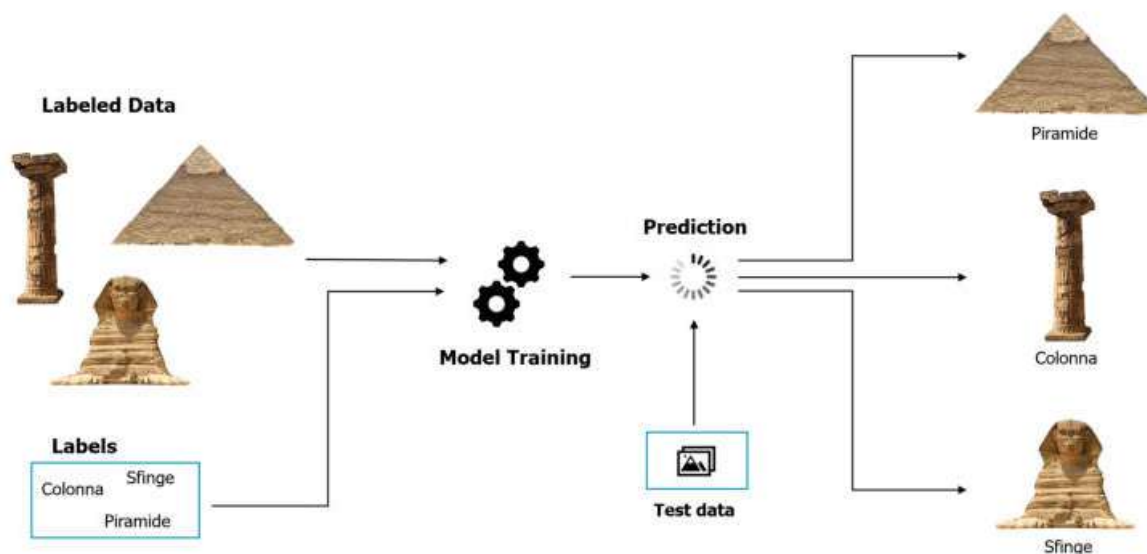 Labeled Data
Labels
Sfinge
Colonna
Piramide
Model Training
Prediction
Test data
Piramide
Colonna
Sfinge